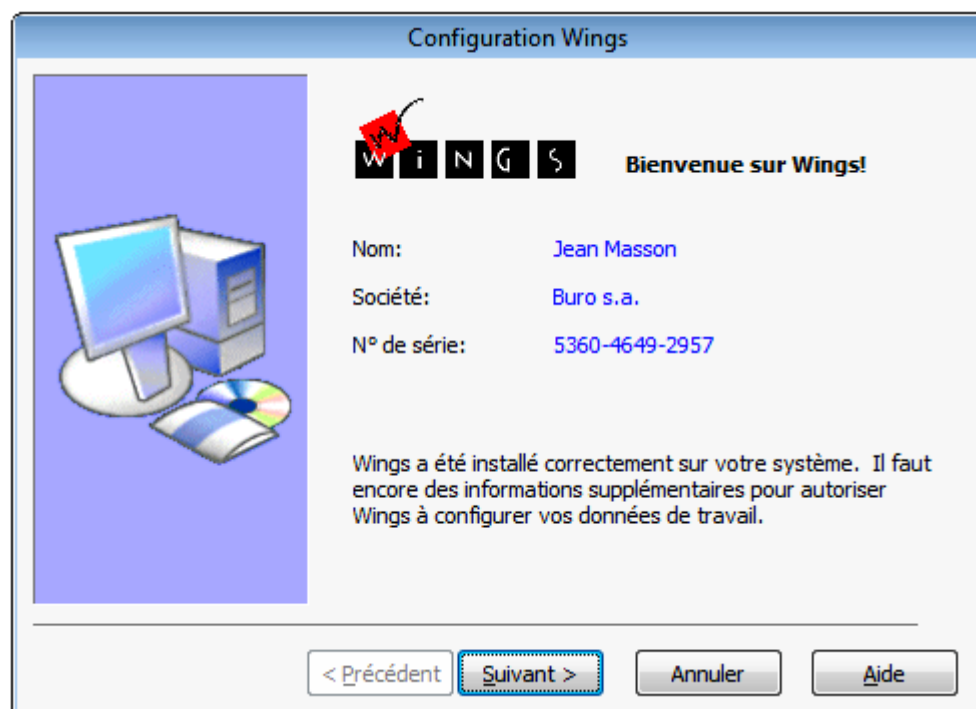 Configuration Wings
WiNGS
Bienvenue sur Wings!
Nom: Jean Masson
Société: Buro s.a.
N° de série: 5360-4649-2957
Wings a été installé correctement sur votre système. Il faut
encore des informations supplémentaires pour autoriser
Wings à configurer vos données de travail.
< Précédent Suivant > Annuler Aide